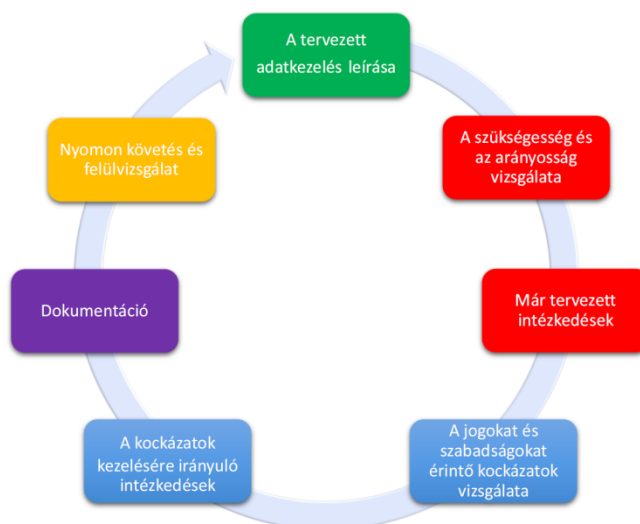 A tervezett
adatkezelés leírása
A szükségesség és
az arányosság
vizsgálata
Már tervezett
intézkedések
A jogokat és
szabadságokat
érintő kockázatok
vizsgálata
A kockázatok
kezelésére irányuló
intézkedések
Dokumentáció
Nyomon követés és
felülvizsgálat